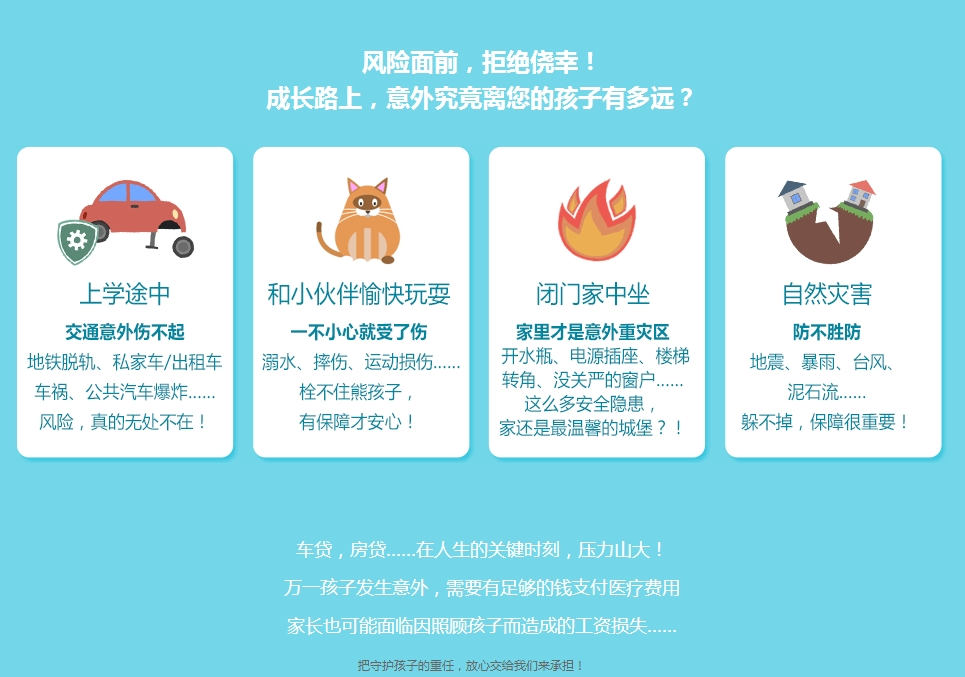 风险面前，拒绝侥幸！
成长路上，意外究竟离您的孩子有多远？
上学途中
交通意外伤不起
地铁脱轨、私家车/出租车
车祸、公共汽车爆炸......
风险，真的无处不在！
和小伙伴愉快玩耍
一不小心就受了伤
溺水、摔伤、运动损伤......
栓不住熊孩子，
有保障才安心！
闭门家中坐
家里才是意外重灾区
开水瓶、电源插座、楼梯
转角、没关严的窗户......
这么多安全隐患，
家还是最温馨的城堡？！
自然灾害
防不胜防
地震、暴雨、台风、
泥石流......
躲不掉，保障很重要！
车贷，房贷......在人生的关键时刻，压力山大！
万一孩子发生意外，需要有足够的钱支付医疗费用
家长也可能面临因照顾孩子而造成的工资损失......
把守护孩子的重任，放心交给我们来承担！